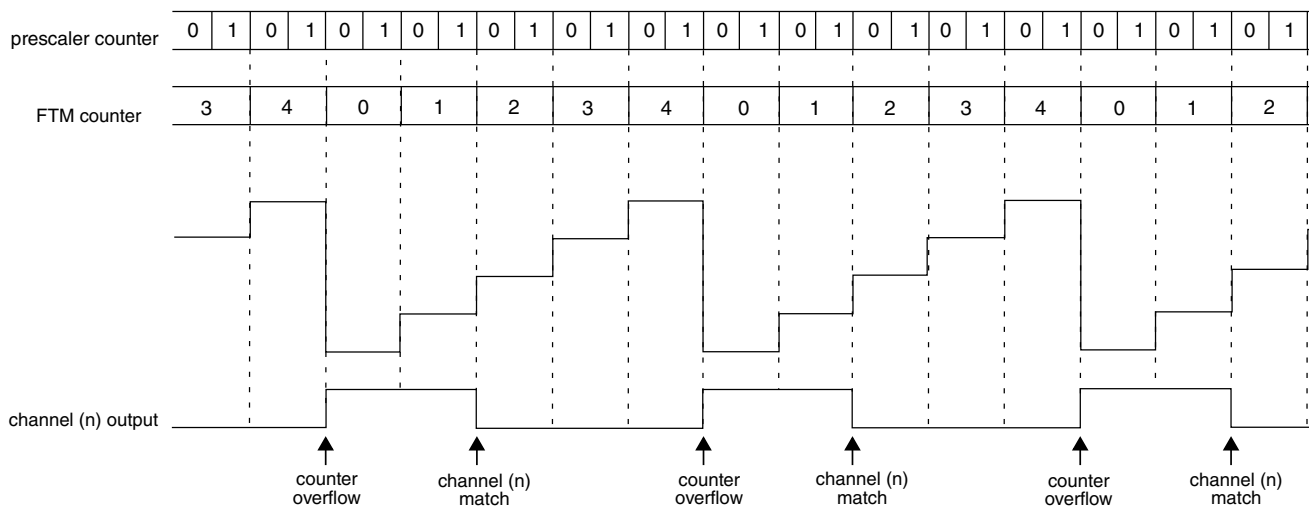 prescaler counter 0 1 0 1 0 1 0 1 0 1 0 1 0 1 0 1 0 1 0 1 0 1 0 1 0 1 0 1 0 1
FTM counter 3 4 0 1 2 3 4 0 1 2 3 4 0 1 2
channel (n) output
counter overflow
channel (n) match
counter overflow
channel (n) match
counter overflow
channel (n) match